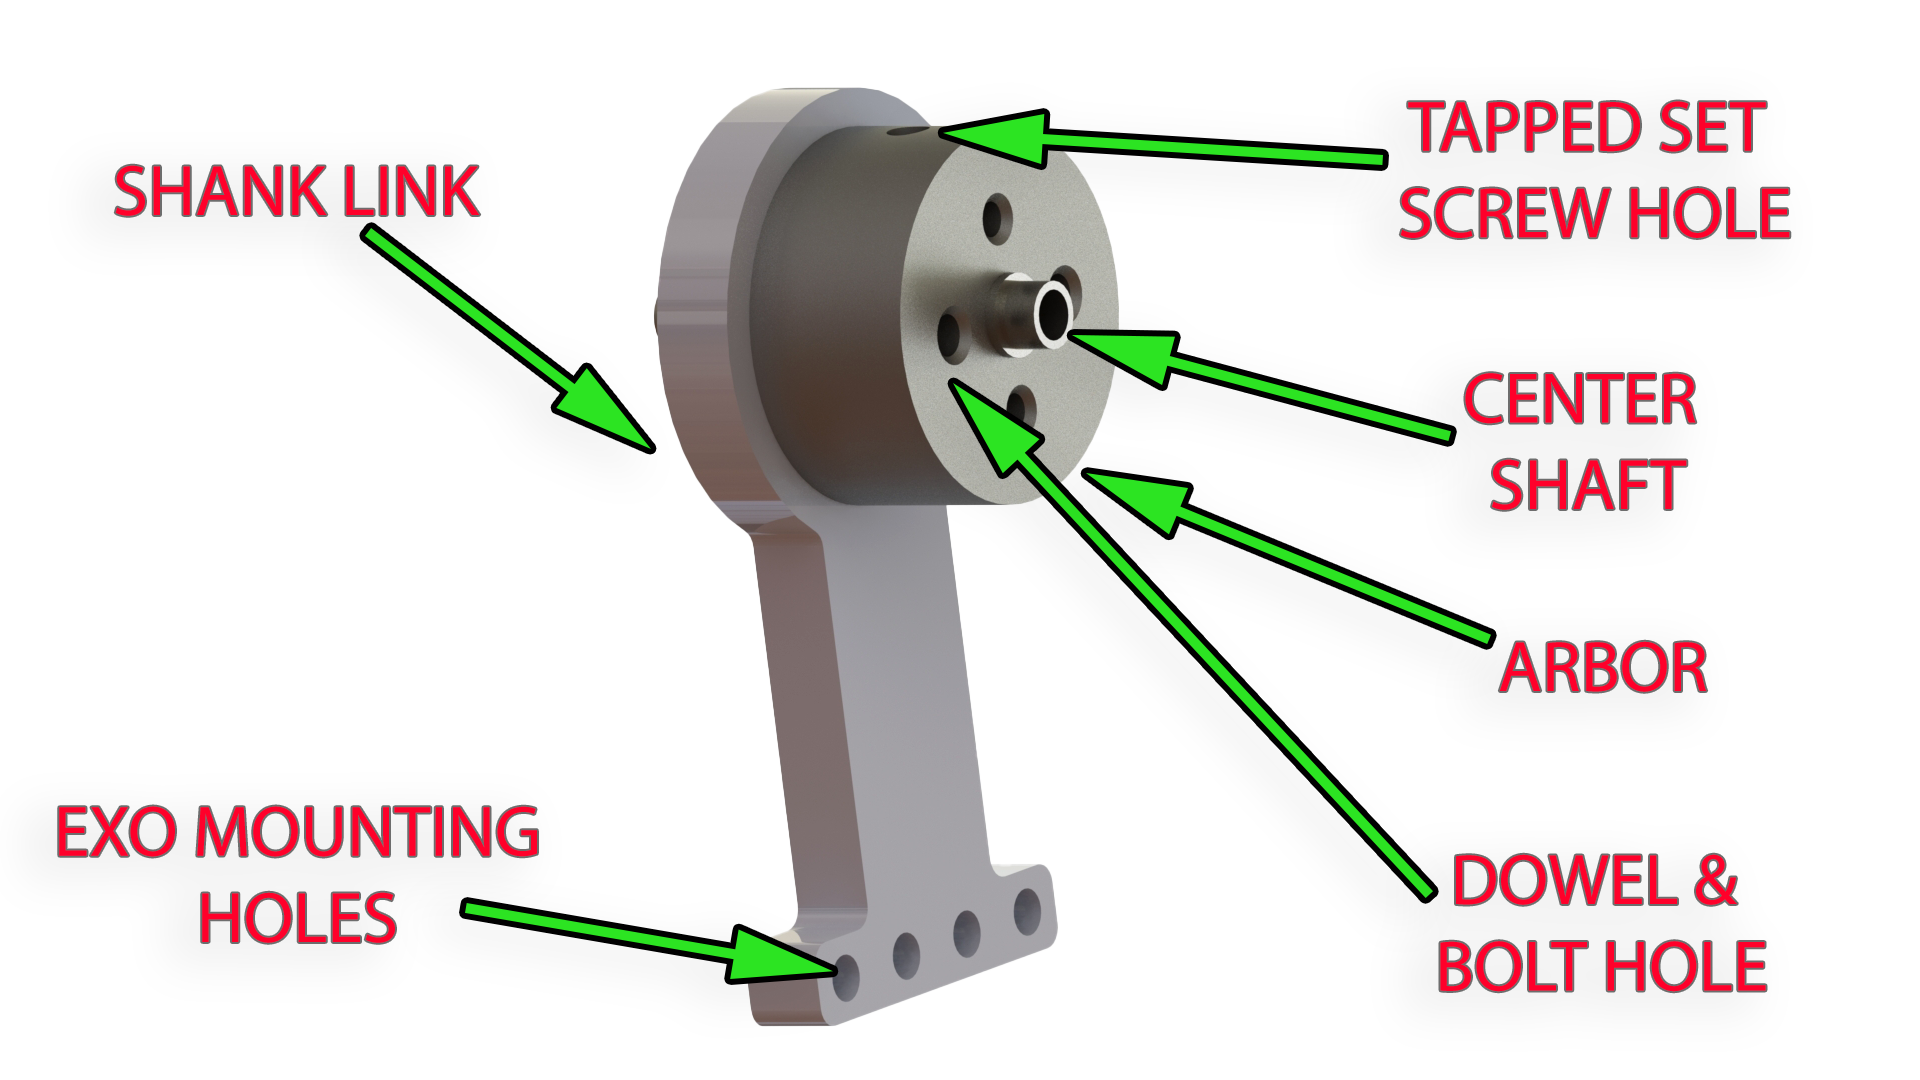 TAPPED SET
SCREW HOLE
SHANK LINK
CENTER
SHAFT
ARBOR
EXO MOUNTING
HOLES
DOWEL &
BOLT HOLE